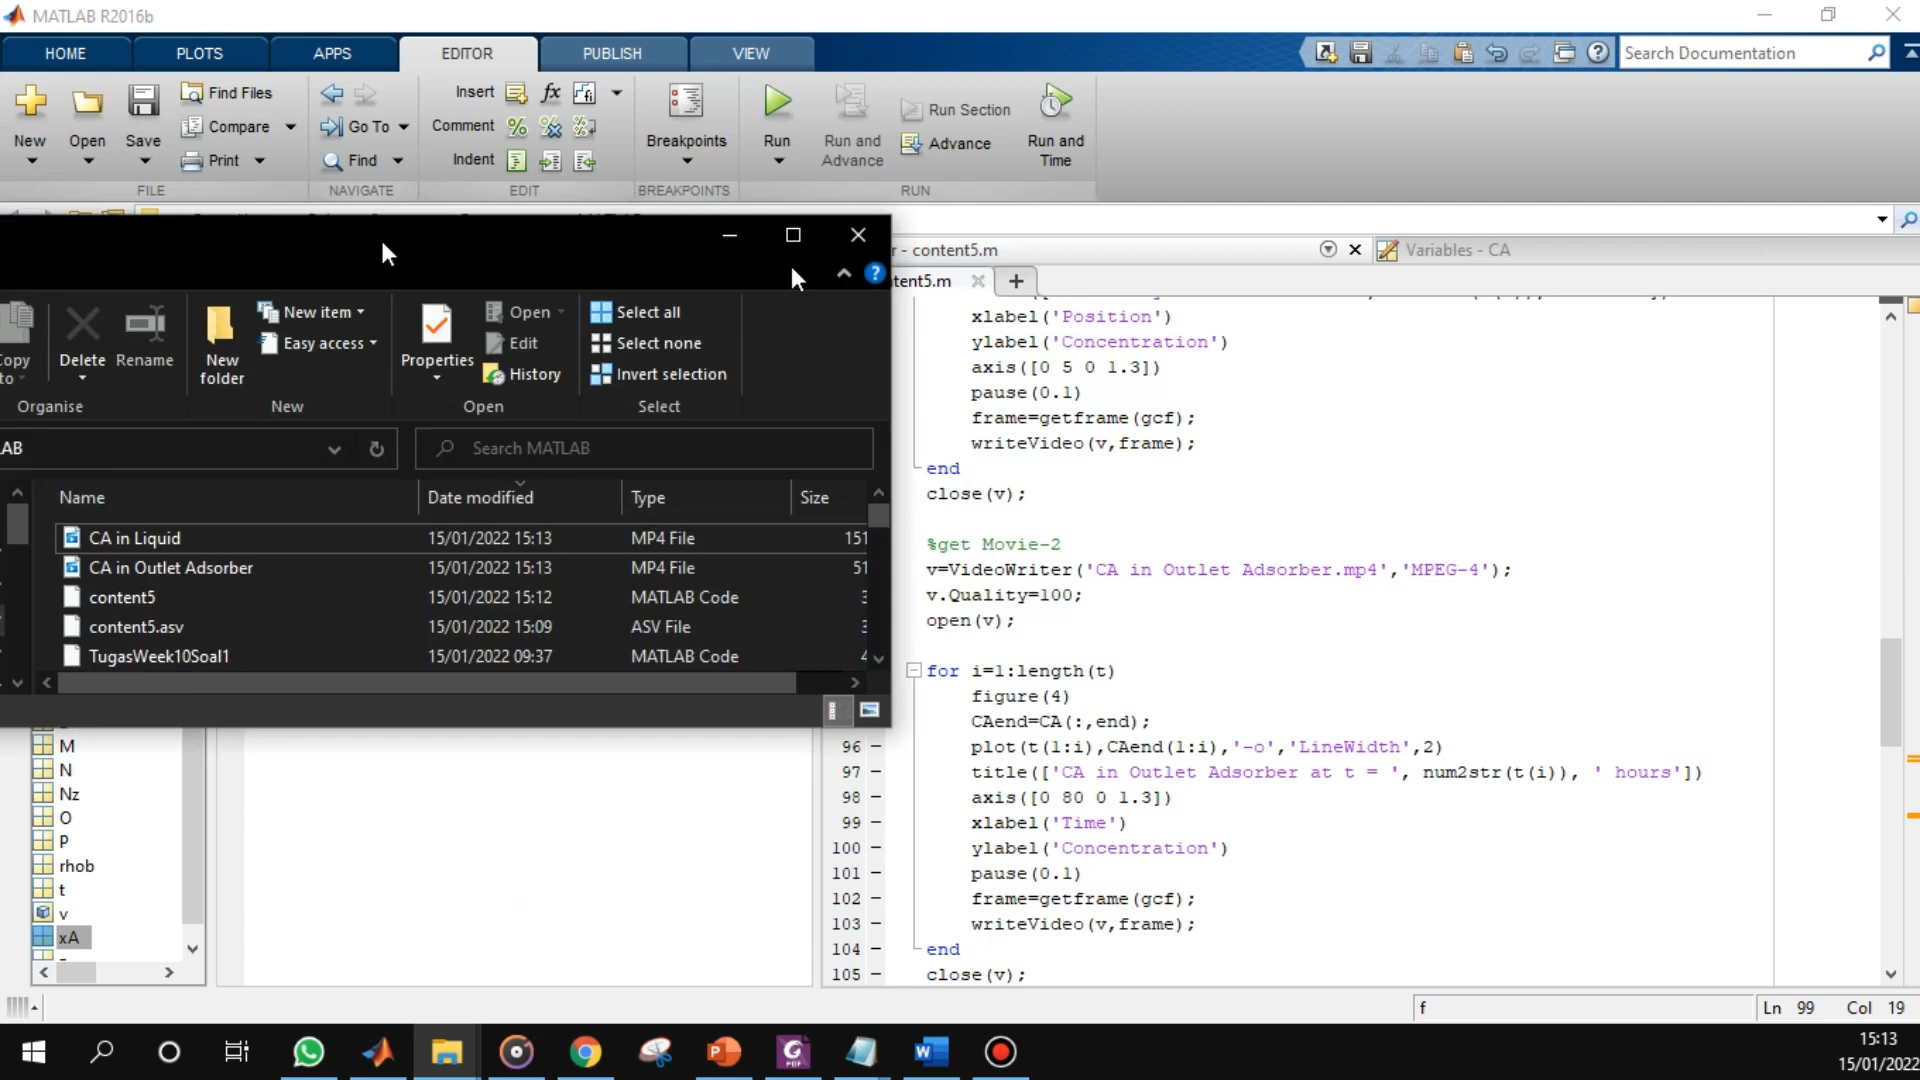 MATLAB R2016b
HOME PLOTS APPS EDITOR PUBLISH VIEW
Search Documentation
New Open Save
Find Files
Compare
Print
FILE
Go To
Find
NAVIGATE
Insert fx
Comment
Indent
EDIT
Breakpoints
BREAKPOINTS
Run
Run and Advance
Run Section
Advance
Run and Time
RUN
Delete Rename
Organise
New folder
New item
Easy access
New
Properties
Open
Edit
History
Open
Select all
Select none
Invert selection
Select
Search MATLAB
Name Date modified Type Size
CA in Liquid 15/01/2022 15:13 MP4 File 151
CA in Outlet Adsorber 15/01/2022 15:13 MP4 File 51
content5 15/01/2022 15:12 MATLAB Code 3
content5.asv 15/01/2022 15:09 ASV File 3
TugasWeek10Soal1 15/01/2022 09:37 MATLAB Code 4
M
N
Nz
O
P
rhob
t
v
xA
r - content5.m
Variables - CA
tent5.m
xlabel('Position')
ylabel('Concentration')
axis([0 5 0 1.3])
pause(0.1)
frame=getframe(gcf);
writeVideo(v,frame);
end
close(v);
%get Movie-2
v=VideoWriter('CA in Outlet Adsorber.mp4','MPEG-4');
v.Quality=100;
open(v);
for i=1:length(t)
figure(4)
CAend=CA(:,end);
96 – plot(t(1:i),CAend(1:i),'-o','LineWidth',2)
97 – title(['CA in Outlet Adsorber at t = ', num2str(t(i)), ' hours'])
98 – axis([0 80 0 1.3])
99 – xlabel('Time')
100 – ylabel('Concentration')
101 – pause(0.1)
102 – frame=getframe(gcf);
103 – writeVideo(v,frame);
104 – end
105 – close(v);
f
Ln 99 Col 19
15:13
15/01/2022